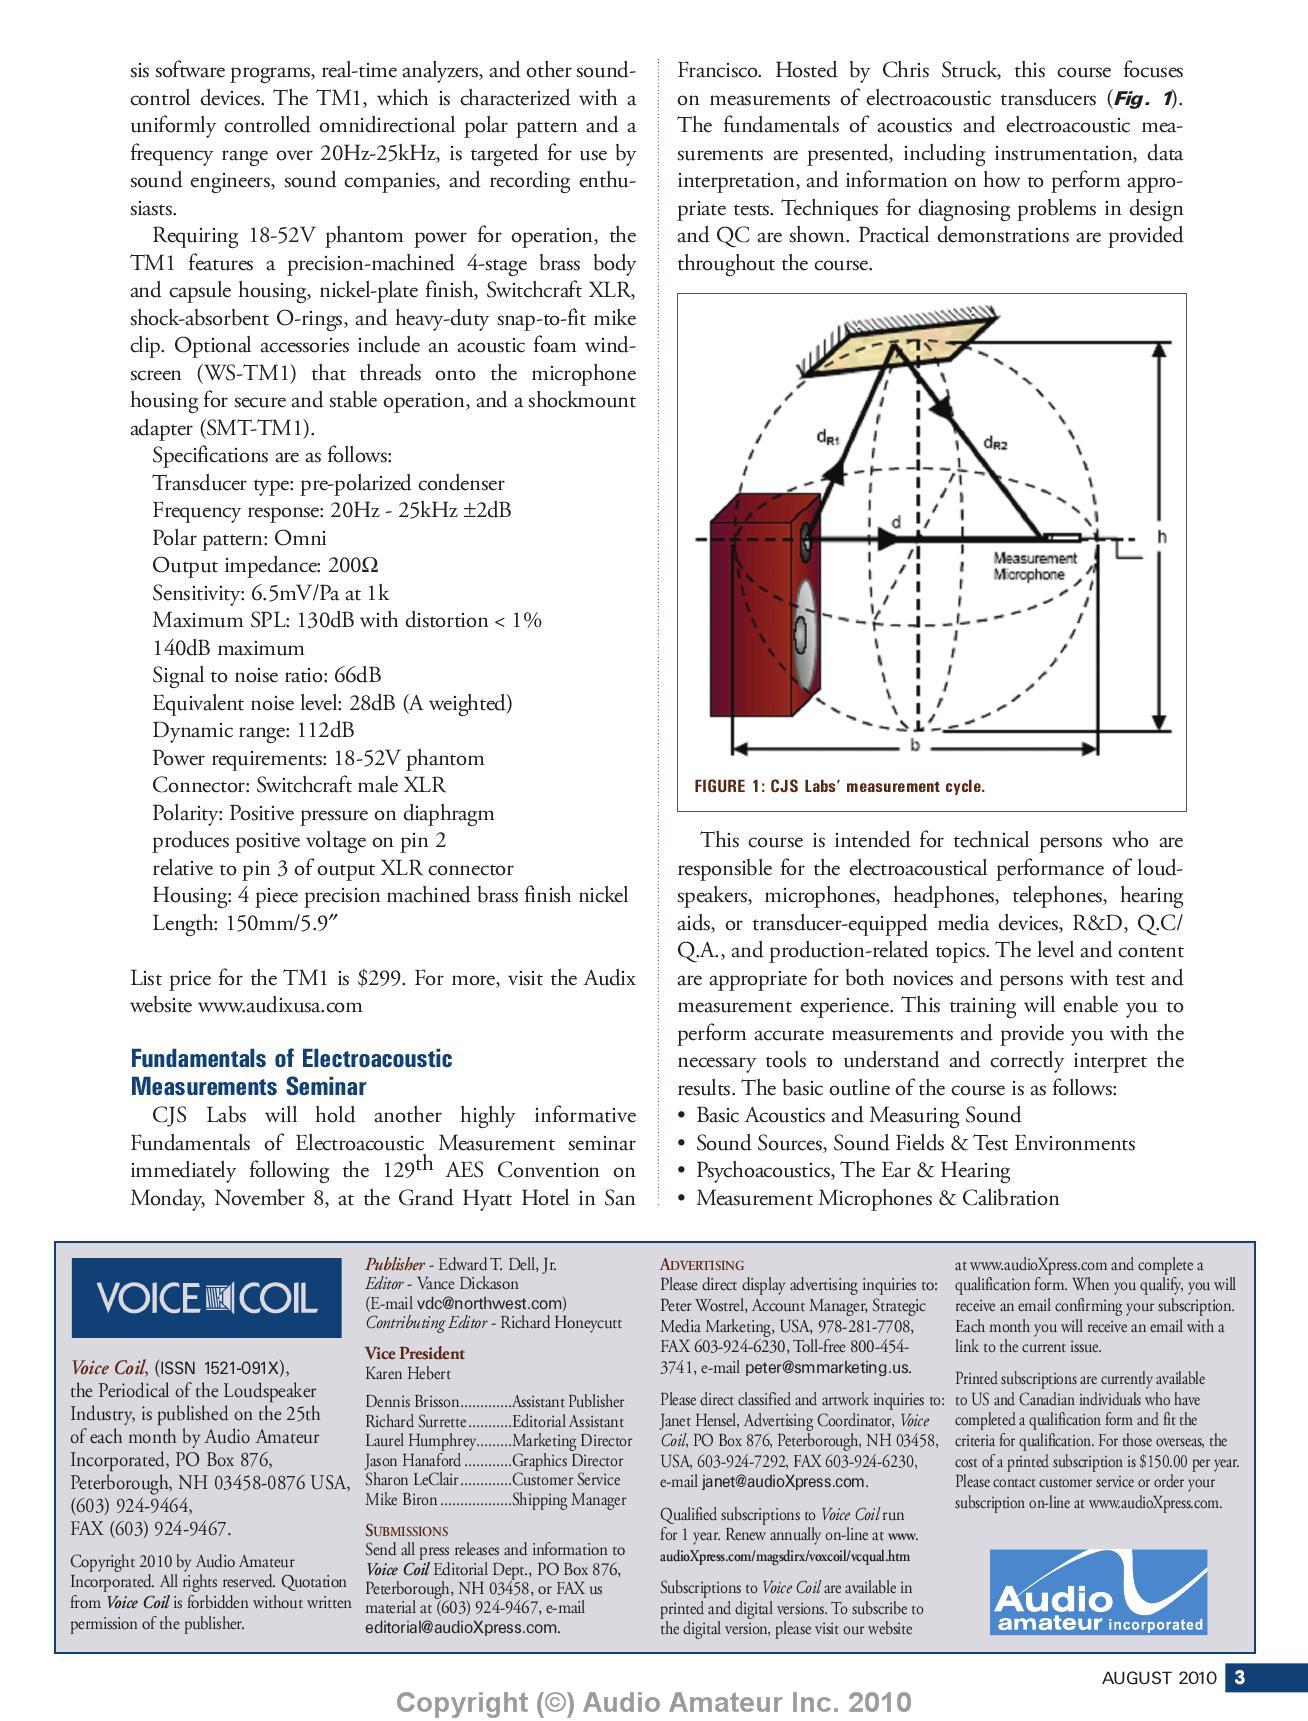 sis software programs, real-time analyzers, and other sound-
control devices. The TM1, which is characterized with a
uniformly controlled omnidirectional polar pattern and a
frequency range over 20Hz-25kHz, is targeted for use by
sound engineers, sound companies, and recording enthu-
siasts.
Requiring 18-52V phantom power for operation, the
TM1 features a precision-machined 4-stage brass body
and capsule housing, nickel-plate finish, Switchcraft XLR,
shock-absorbent O-rings, and heavy-duty snap-to-fit mike
clip. Optional accessories include an acoustic foam wind-
screen (WS-TM1) that threads onto the microphone
housing for secure and stable operation, and a shockmount
adapter (SMT-TM1).
Specifications are as follows:
Transducer type: pre-polarized condenser
Frequency response: 20Hz - 25kHz ±2dB
Polar pattern: Omni
Output impedance: 200Ω
Sensitivity: 6.5mV/Pa at 1k
Maximum SPL: 130dB with distortion < 1%
140dB maximum
Signal to noise ratio: 66dB
Equivalent noise level: 28dB (A weighted)
Dynamic range: 112dB
Power requirements: 18-52V phantom
Connector: Switchcraft male XLR
Polarity: Positive pressure on diaphragm
produces positive voltage on pin 2
relative to pin 3 of output XLR connector
Housing: 4 piece precision machined brass finish nickel
Length: 150mm/5.9″
List price for the TM1 is $299. For more, visit the Audix
website www.audixusa.com
Fundamentals of Electroacoustic
Measurements Seminar
CJS Labs will hold another highly informative
Fundamentals of Electroacoustic Measurement seminar
immediately following the 129th AES Convention on
Monday, November 8, at the Grand Hyatt Hotel in San
Francisco. Hosted by Chris Struck, this course focuses
on measurements of electroacoustic transducers (Fig. 1).
The fundamentals of acoustics and electroacoustic mea-
surements are presented, including instrumentation, data
interpretation, and information on how to perform appro-
priate tests. Techniques for diagnosing problems in design
and QC are shown. Practical demonstrations are provided
throughout the course.
dR1
dR2
d
h
Measurement
Microphone
b
FIGURE 1: CJS Labs' measurement cycle.
This course is intended for technical persons who are
responsible for the electroacoustical performance of loud-
speakers, microphones, headphones, telephones, hearing
aids, or transducer-equipped media devices, R&D, Q.C/
Q.A., and production-related topics. The level and content
are appropriate for both novices and persons with test and
measurement experience. This training will enable you to
perform accurate measurements and provide you with the
necessary tools to understand and correctly interpret the
results. The basic outline of the course is as follows:
• Basic Acoustics and Measuring Sound
• Sound Sources, Sound Fields & Test Environments
• Psychoacoustics, The Ear & Hearing
• Measurement Microphones & Calibration
VOICE COIL
Voice Coil, (ISSN 1521-091X),
the Periodical of the Loudspeaker
Industry, is published on the 25th
of each month by Audio Amateur
Incorporated, PO Box 876,
Peterborough, NH 03458-0876 USA,
(603) 924-9464,
FAX (603) 924-9467.
Copyright 2010 by Audio Amateur
Incorporated. All rights reserved. Quotation
from Voice Coil is forbidden without written
permission of the publisher.
Publisher - Edward T. Dell, Jr.
Editor - Vance Dickason
(E-mail vdc@northwest.com)
Contributing Editor - Richard Honeycutt
Vice President
Karen Hebert
Dennis Brisson............Assistant Publisher
Richard Surrette...........Editorial Assistant
Laurel Humphrey.........Marketing Director
Jason Hanaford ............Graphics Director
Sharon LeClair.............Customer Service
Mike Biron ..................Shipping Manager
SUBMISSIONS
Send all press releases and information to
Voice Coil Editorial Dept., PO Box 876,
Peterborough, NH 03458, or FAX us
material at (603) 924-9467, e-mail
editorial@audioXpress.com.
ADVERTISING
Please direct display advertising inquiries to:
Peter Wostrel, Account Manager, Strategic
Media Marketing, USA, 978-281-7708,
FAX 603-924-6230, Toll-free 800-454-
3741, e-mail peter@smmarketing.us.
Please direct classified and artwork inquiries to:
Janet Hensel, Advertising Coordinator, Voice
Coil, PO Box 876, Peterborough, NH 03458,
USA, 603-924-7292, FAX 603-924-6230,
e-mail janet@audioXpress.com.
Qualified subscriptions to Voice Coil run
for 1 year. Renew annually on-line at www.
audioXpress.com/magsdirx/voxcoil/vcqual.htm
Subscriptions to Voice Coil are available in
printed and digital versions. To subscribe to
the digital version, please visit our website
at www.audioXpress.com and complete a
qualification form. When you qualify, you will
receive an email confirming your subscription.
Each month you will receive an email with a
link to the current issue.
Printed subscriptions are currently available
to US and Canadian individuals who have
completed a qualification form and fit the
criteria for qualification. For those overseas, the
cost of a printed subscription is $150.00 per year.
Please contact customer service or order your
subscription on-line at www.audioXpress.com.
Audio
amateur incorporated
AUGUST 2010 3
Copyright (©) Audio Amateur Inc. 2010